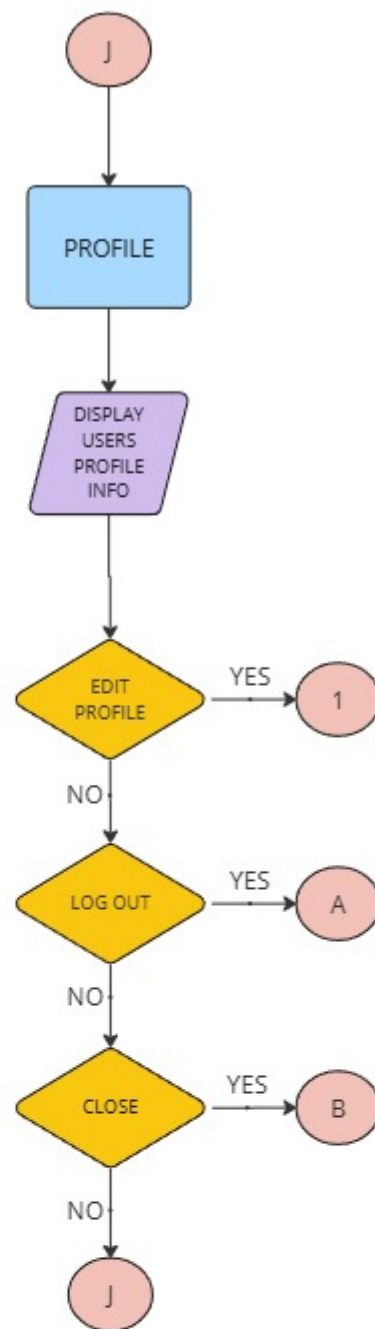 J
PROFILE
DISPLAY
USERS
PROFILE
INFO
EDIT
PROFILE
YES
1
NO
LOG OUT
YES
A
NO
CLOSE
YES
B
NO
J